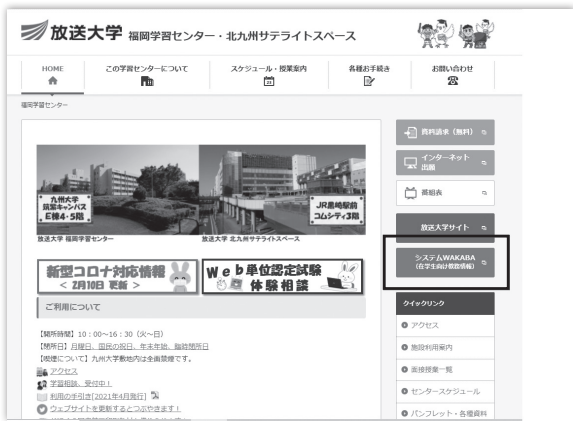 放送大学 福岡学習センター・北九州サテライトスペース
HOME
この学習センターについて
スケジュール・授業案内
各種お手続き
お問い合わせ
福岡学習センター
九州大学
筑紫キャンパス
E棟4・5階
JR黒崎駅前
コムシティ3階
放送大学 福岡学習センター
放送大学 北九州サテライトスペース
新型コロナ対応情報
< 2月10日 更新 >
Web単位認定試験
体験相談
ご利用について
【開所時間】10:00~16:30(火~日)
【閉所日】月曜日、国民の祝日、年末年始、臨時閉所日
【喫煙について】九州大学敷地内は全面禁煙です。
アクセス
学習相談、受付中!
利用の手引き[2021年4月発行]
ウェブサイトを更新するとつぶやきます!
資料請求(無料)
インターネット
出願
番組表
放送大学サイト
システムWAKABA
(在学生向け教務情報)
クイックリンク
アクセス
施設利用案内
面接授業一覧
センタースケジュール
パンフレット・各種資料